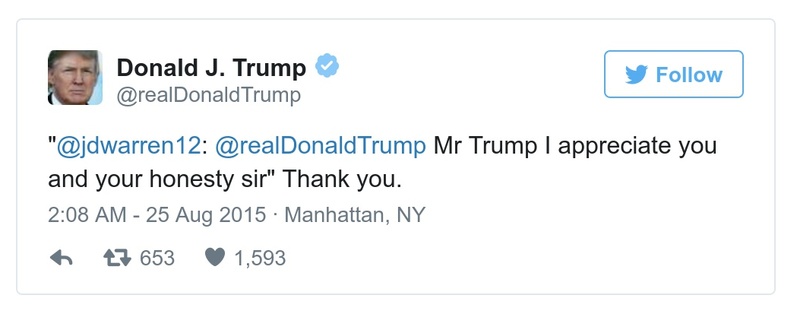 Donald J. Trump
@realDonaldTrump
Follow
"@jdwarren12: @realDonaldTrump Mr Trump I appreciate you
and your honesty sir" Thank you.
2:08 AM - 25 Aug 2015 · Manhattan, NY
653 1,593